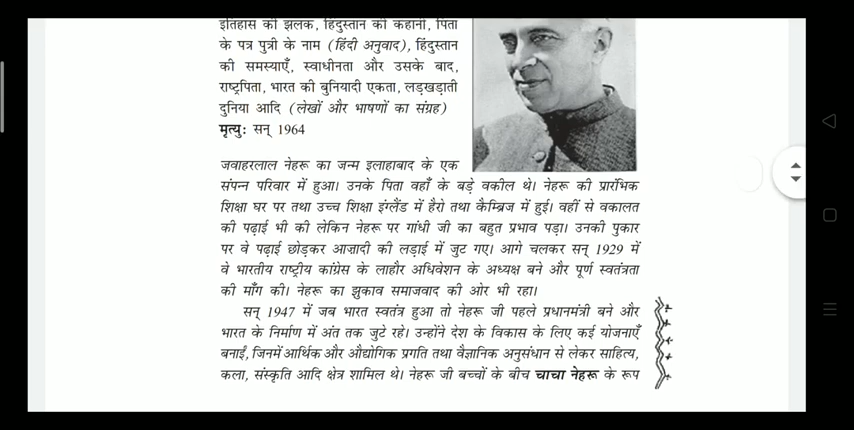 इतिहास की झलक, हिंदुस्तान की कहानी, पिता
के पत्र पुत्री के नाम (हिंदी अनुवाद), हिंदुस्तान
की समस्याएँ, स्वाधीनता और उसके बाद,
राष्ट्रपिता, भारत की बुनियादी एकता, लड़खड़ाती
दुनिया आदि (लेखों और भाषणों का संग्रह)
मृत्यु: सन् 1964
जवाहरलाल नेहरू का जन्म इलाहाबाद के एक
संपन्न परिवार में हुआ। उनके पिता वहाँ के बड़े वकील थे। नेहरू की प्रारंभिक
शिक्षा घर पर तथा उच्च शिक्षा इंग्लैंड में हैरो तथा कैम्ब्रिज में हुई। वहीं से वकालत
की पढ़ाई भी की लेकिन नेहरू पर गांधी जी का बहुत प्रभाव पड़ा। उनकी पुकार
पर वे पढ़ाई छोड़कर आज़ादी की लड़ाई में जुट गए। आगे चलकर सन् 1929 में
वे भारतीय राष्ट्रीय कांग्रेस के लाहौर अधिवेशन के अध्यक्ष बने और पूर्ण स्वतंत्रता
की माँग की। नेहरू का झुकाव समाजवाद की ओर भी रहा।
सन् 1947 में जब भारत स्वतंत्र हुआ तो नेहरू जी पहले प्रधानमंत्री बने और
भारत के निर्माण में अंत तक जुटे रहे। उन्होंने देश के विकास के लिए कई योजनाएँ
बनाईं, जिनमें आर्थिक और औद्योगिक प्रगति तथा वैज्ञानिक अनुसंधान से लेकर साहित्य,
कला, संस्कृति आदि क्षेत्र शामिल थे। नेहरू जी बच्चों के बीच चाचा नेहरू के रूप